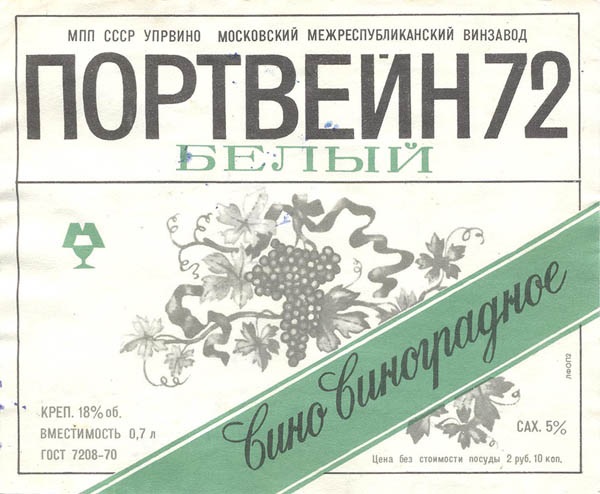 МПП СССР УПРВИНО МОСКОВСКИЙ МЕЖРЕСПУБЛИКАНСКИЙ ВИНЗАВОД
ПОРТВЕЙН 72
БЕЛЫЙ
Вино виноградное
КРЕП. 18% об.
ВМЕСТИМОСТЬ 0,7 л
ГОСТ 7208-70
САХ. 5%
Цена без стоимости посуды 2 руб. 10 коп.
ЛФОП2